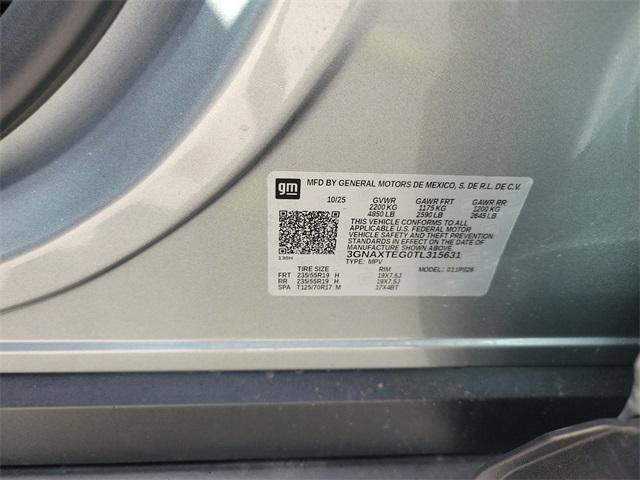 gm MFD BY GENERAL MOTORS DE MEXICO, S. DE R.L. DE C.V.
10/25 GVWR GAWR FRT GAWR RR
2200 KG 1175 KG 1200 KG
4850 LB 2590 LB 2645 LB
THIS VEHICLE CONFORMS TO ALL
APPLICABLE U.S. FEDERAL MOTOR
VEHICLE SAFETY AND THEFT PREVENTION
STANDARDS IN EFFECT ON THE DATE
OF MANUFACTURE SHOWN ABOVE.
3GNAXTEG0TL315631
TYPE: MPV
TIRE SIZE RIM MODEL: 011PS26
FRT 235/55R19 H 19X7.5J
RR 235/55R19 H 19X7.5J
SPA T125/70R17 M 17X4BT